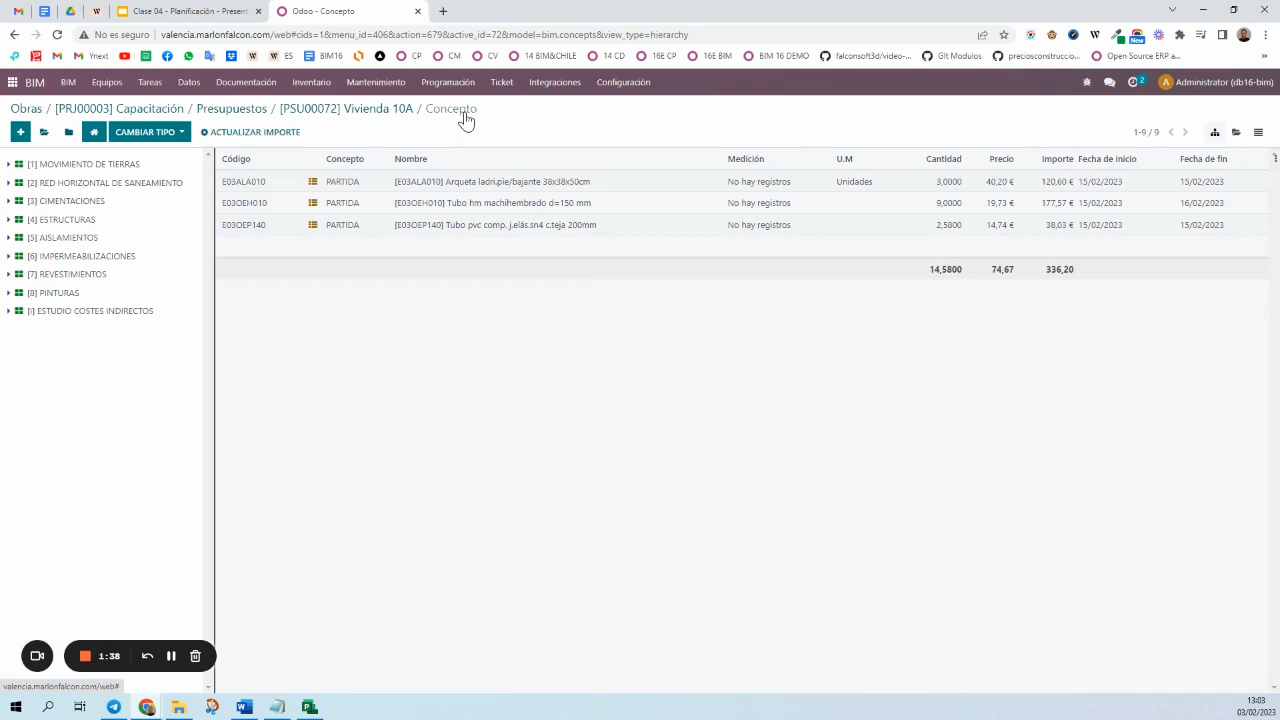 Clase 04 - Planificación - Present
Odoo - Concepto
No es seguro
valencia.marlonfalcon.com/web#cids=1&menu_id=406&action=679&active_id=72&model=bim.concepts&view_type=hierarchy
Ynext
ES
BIM16
CP
CM
CV
14 BIM&CHILE
14 CD
16E CP
16E BIM
BIM 16 DEMO
falconsoft3d/video-...
GIt Modulos
preciosconstrucció...
Open Source ERP a...
BIM
BIM
Equipos
Tareas
Datos
Documentación
Inventario
Mantenimiento
Programación
Ticket
Integraciones
Configuración
2
Administrator (db16-bim)
Obras / [PRJ00003] Capacitación / Presupuestos / [PSU00072] Vivienda 10A / Concepto
CAMBIAR TIPO
ACTUALIZAR IMPORTE
1-9 / 9
[1] MOVIMIENTO DE TIERRAS
[2] RED HORIZONTAL DE SANEAMIENTO
[3] CIMENTACIONES
[4] ESTRUCTURAS
[5] AISLAMIENTOS
[6] IMPERMEABILIZACIONES
[7] REVESTIMIENTOS
[8] PINTURAS
[I] ESTUDIO COSTES INDIRECTOS
Código Concepto Nombre Medición U.M Cantidad Precio Importe Fecha de inicio Fecha de fin
E03ALA010 PARTIDA [E03ALA010] Arqueta ladri.pie/bajante 38x38x50cm No hay registros Unidades 3,0000 40,20 € 120,60 € 15/02/2023 15/02/2023
E03OEH010 PARTIDA [E03OEH010] Tubo hm machihembrado d=150 mm No hay registros 9,0000 19,73 € 177,57 € 15/02/2023 16/02/2023
E03OEP140 PARTIDA [E03OEP140] Tubo pvc comp. j.elás.sn4 c.teja 200mm No hay registros 2,5800 14,74 € 38,03 € 15/02/2023 15/02/2023
14,5800 74,67 336,20
1:38
valencia.marlonfalcon.com/web#
13:03
03/02/2023